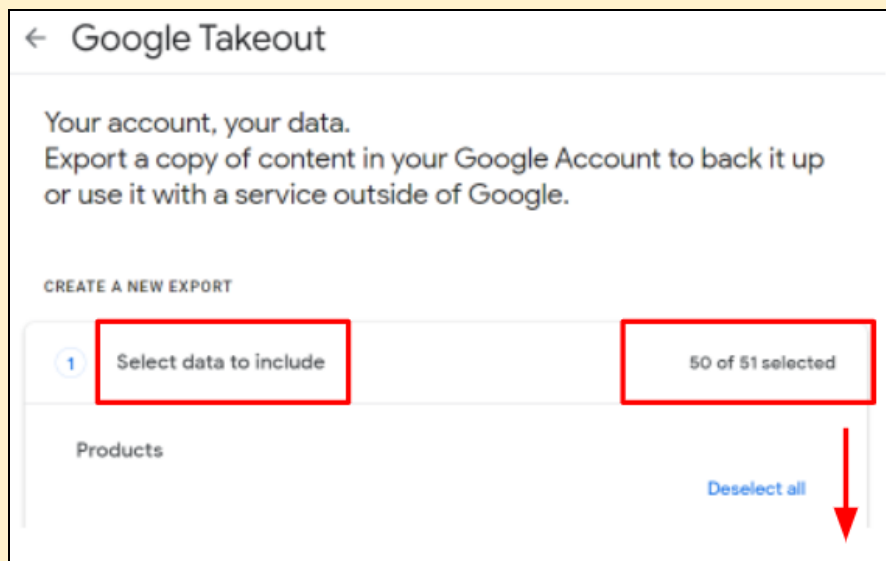 ← Google Takeout
Your account, your data.
Export a copy of content in your Google Account to back it up
or use it with a service outside of Google.
CREATE A NEW EXPORT
1 Select data to include 50 of 51 selected
Products
Deselect all